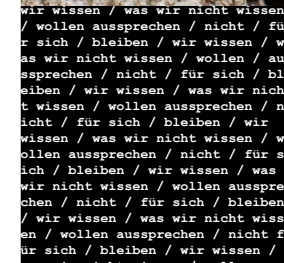 wir wissen / was wir nicht wissen
/ wollen aussprechen / nicht / fü
r sich / bleiben / wir wissen / w
as wir nicht wissen / wollen / au
ssprechen / nicht / für sich / bl
eiben / wir wissen / was wir nich
t wissen / wollen aussprechen / n
icht / für sich / bleiben / wir
wissen / was wir nicht wissen / w
ollen aussprechen / nicht / für s
ich / bleiben / wir wissen / was
wir nicht wissen / wollen ausspre
chen / nicht / für sich / bleiben
/ wir wissen / was wir nicht wiss
en / wollen aussprechen / nicht f
ür sich / bleiben / wir wissen /